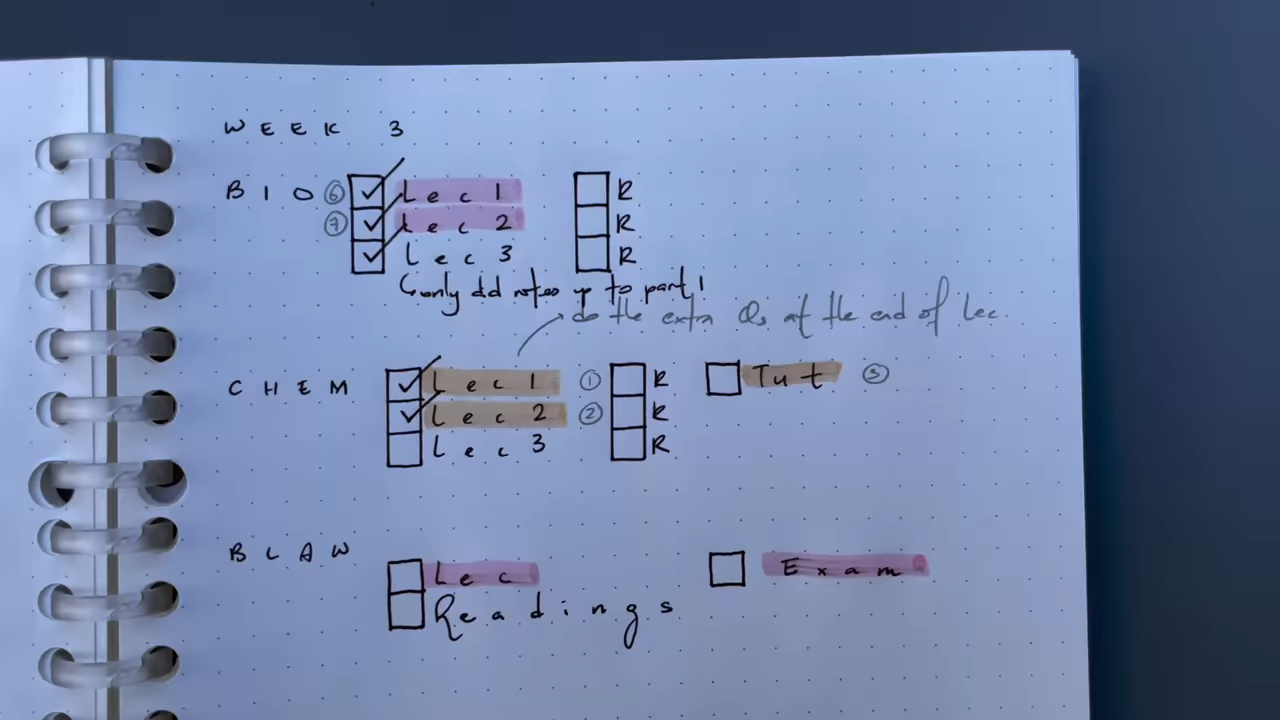 WEEK 3
BIO ⑥ Lec 1 R
⑦ Lec 2 R
Lec 3 R
only did notes up to part 1
do the extra Qs at the end of lec.
CHEM Lec 1 ① R Tut ⑤
Lec 2 ② R
Lec 3 R
BLAW Lec Exam
Readings